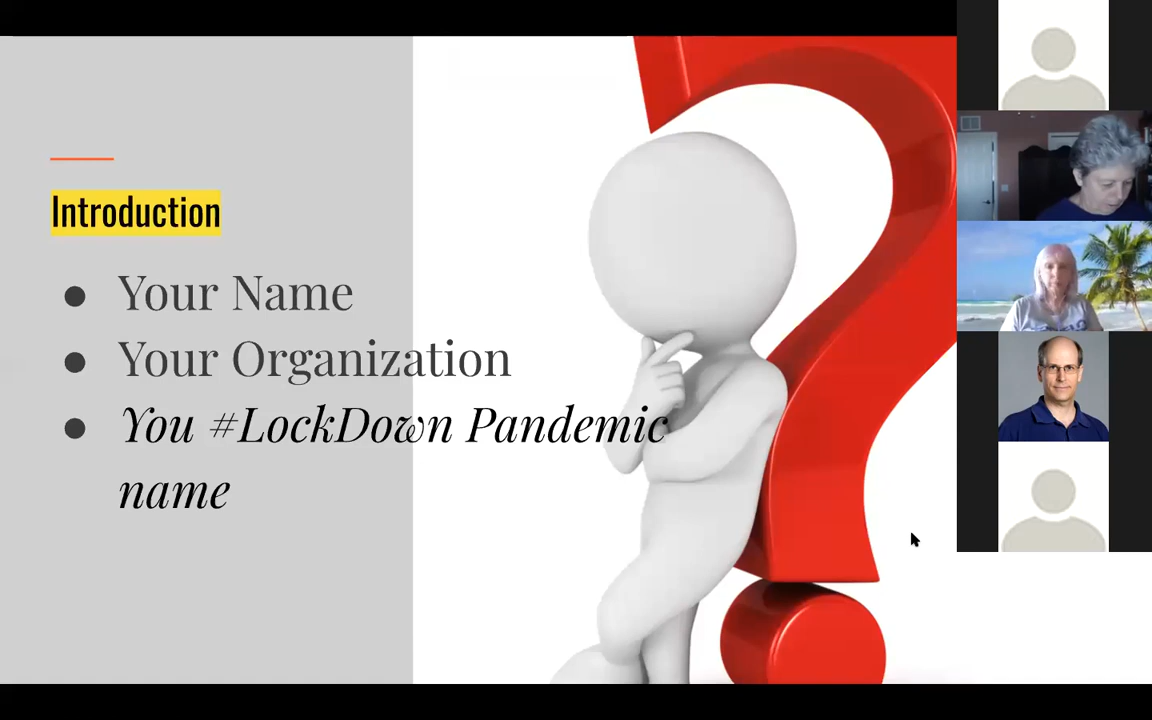 Introduction
● Your Name
● Your Organization
● You #LockDown Pandemic
name